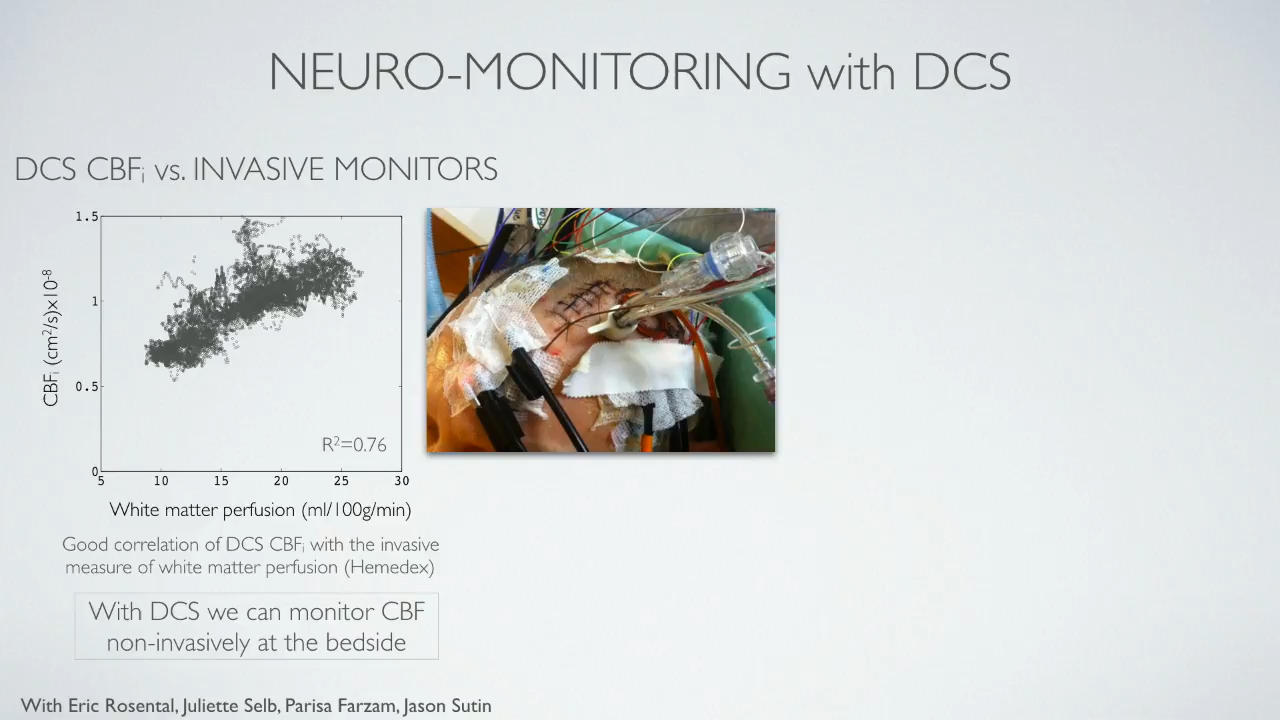 NEURO-MONITORING with DCS
DCS CBFi vs. INVASIVE MONITORS
1.5
1
0.5
0
CBFi (cm²/s)x10⁻⁸
R²=0.76
5 10 15 20 25 30
White matter perfusion (ml/100g/min)
Good correlation of DCS CBFi with the invasive
measure of white matter perfusion (Hemedex)
With DCS we can monitor CBF
non-invasively at the bedside
With Eric Rosental, Juliette Selb, Parisa Farzam, Jason Sutin